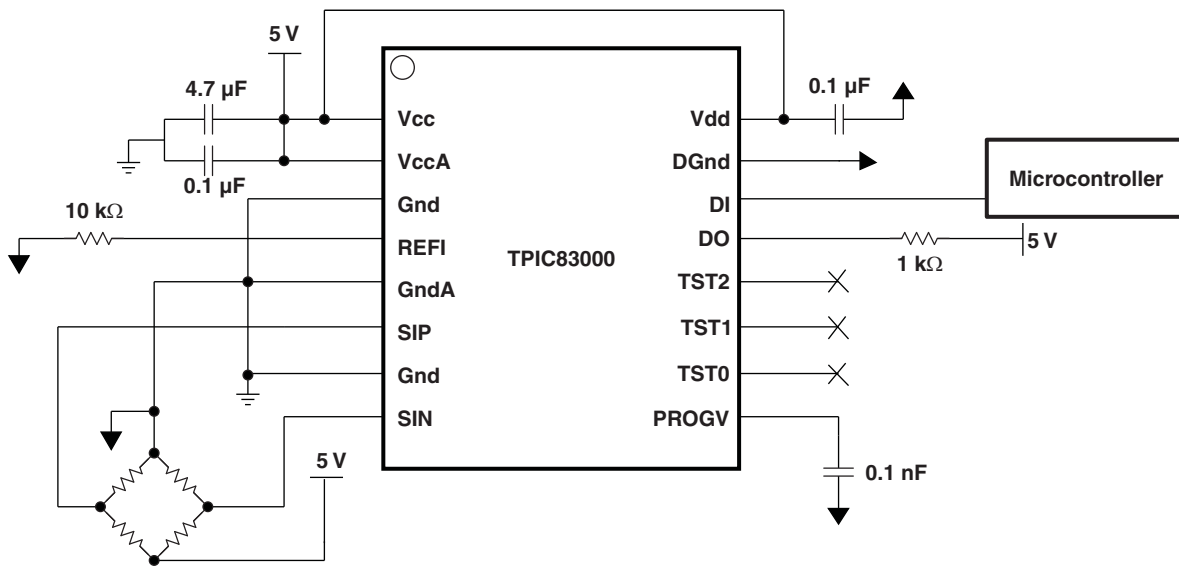 5 V
4.7 µF
0.1 µF
10 kΩ
Vcc
VccA
Gnd
REFI
GndA
SIP
Gnd
SIN
5 V
TPIC83000
Vdd
DGnd
DI
DO
TST2
TST1
TST0
PROGV
0.1 µF
Microcontroller
5 V
1 kΩ
0.1 nF